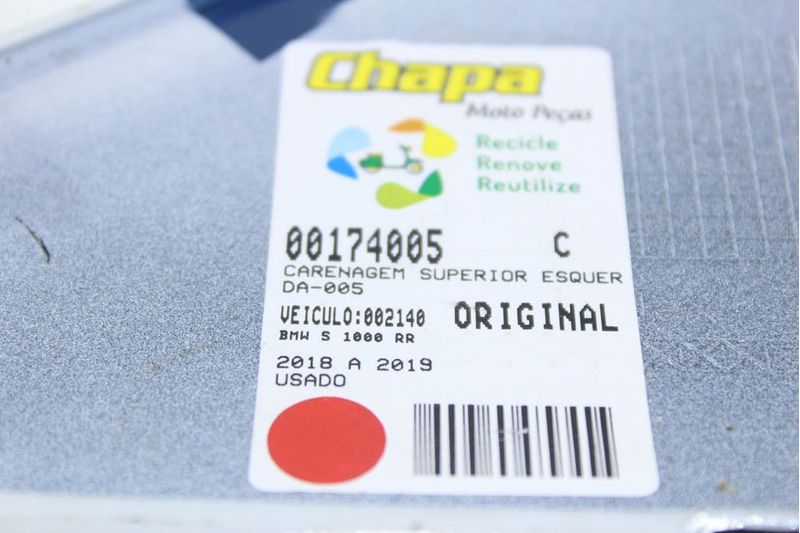 Chapa
Moto Peças
Recicle
Renove
Reutilize
00174005 C
CARENAGEM SUPERIOR ESQUER
DA-005
VEICULO:002140 ORIGINAL
BMW S 1000 RR
2018 A 2019
USADO